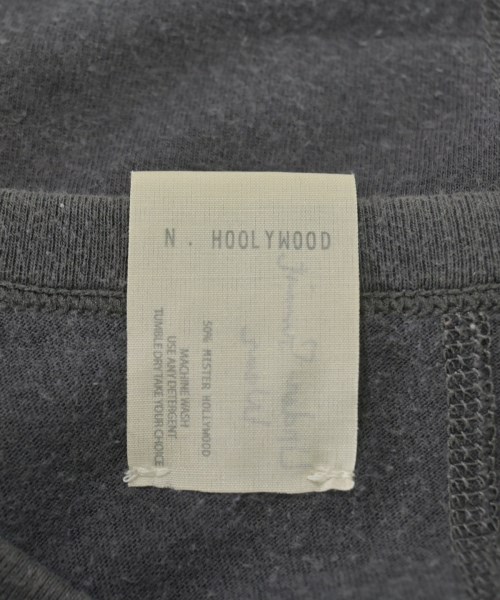 N. HOOLYWOOD
50% MISTER HOLLYWOOD
MACHINE WASH
USE ANY DETERGENT
TUMBLE DRY TAKE YOUR CHOICE